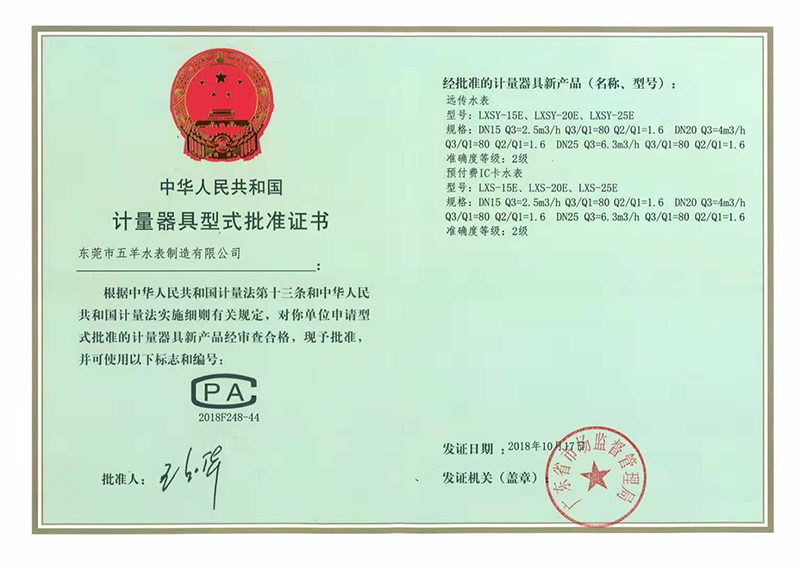 中华人民共和国
计量器具型式批准证书
东莞市五羊水表制造有限公司
：
根据中华人民共和国计量法第十三条和中华人民
共和国计量法实施细则有关规定，对你单位申请型
式批准的计量器具新产品经审查合格，现予批准，
并可使用以下标志和编号：
CPA
2018F248-44
批准人：
经批准的计量器具新产品（名称、型号）：
远传水表
型号：LXSY-15E、LXSY-20E、LXSY-25E
规格：DN15 Q3=2.5m3/h Q3/Q1=80 Q2/Q1=1.6 DN20 Q3=4m3/h
Q3/Q1=80 Q2/Q1=1.6 DN25 Q3=6.3m3/h Q3/Q1=80 Q2/Q1=1.6
准确度等级：2级
预付费IC卡水表
型号：LXS-15E、LXS-20E、LXS-25E
规格：DN15 Q3=2.5m3/h Q3/Q1=80 Q2/Q1=1.6 DN20 Q3=4m3/h
Q3/Q1=80 Q2/Q1=1.6 DN25 Q3=6.3m3/h Q3/Q1=80 Q2/Q1=1.6
准确度等级：2级
发证日期：2018年10月17日
发证机关（盖章）
广东省市场监督管理局